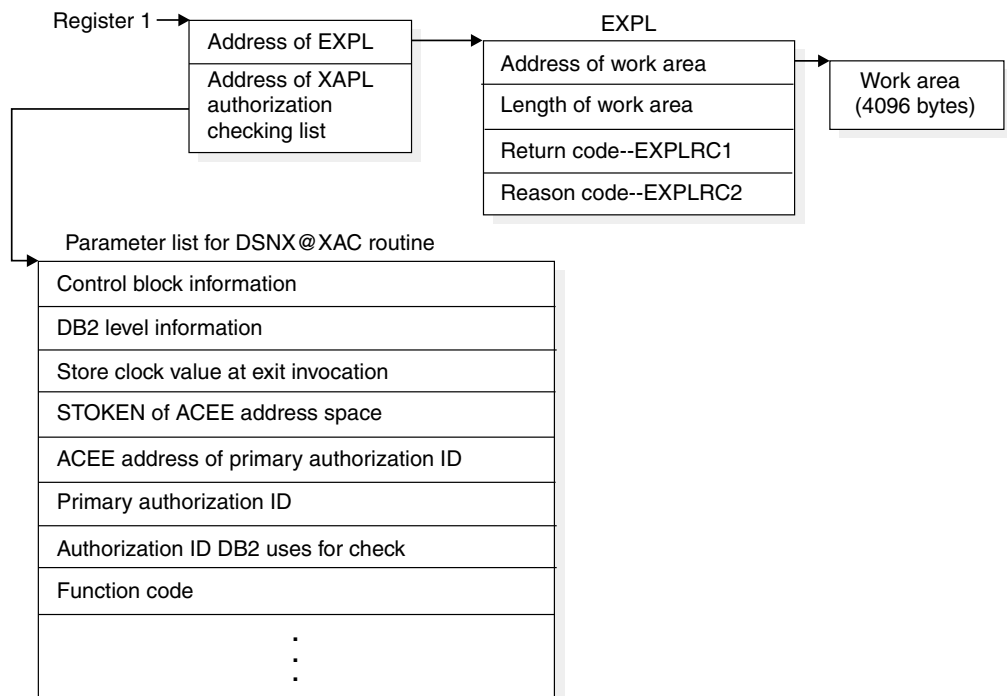 Register 1
Address of EXPL
Address of XAPL
authorization
checking list
EXPL
Address of work area
Length of work area
Return code--EXPLRC1
Reason code--EXPLRC2
Work area
(4096 bytes)
Parameter list for DSNX@XAC routine
Control block information
DB2 level information
Store clock value at exit invocation
STOKEN of ACEE address space
ACEE address of primary authorization ID
Primary authorization ID
Authorization ID DB2 uses for check
Function code
.
.
.